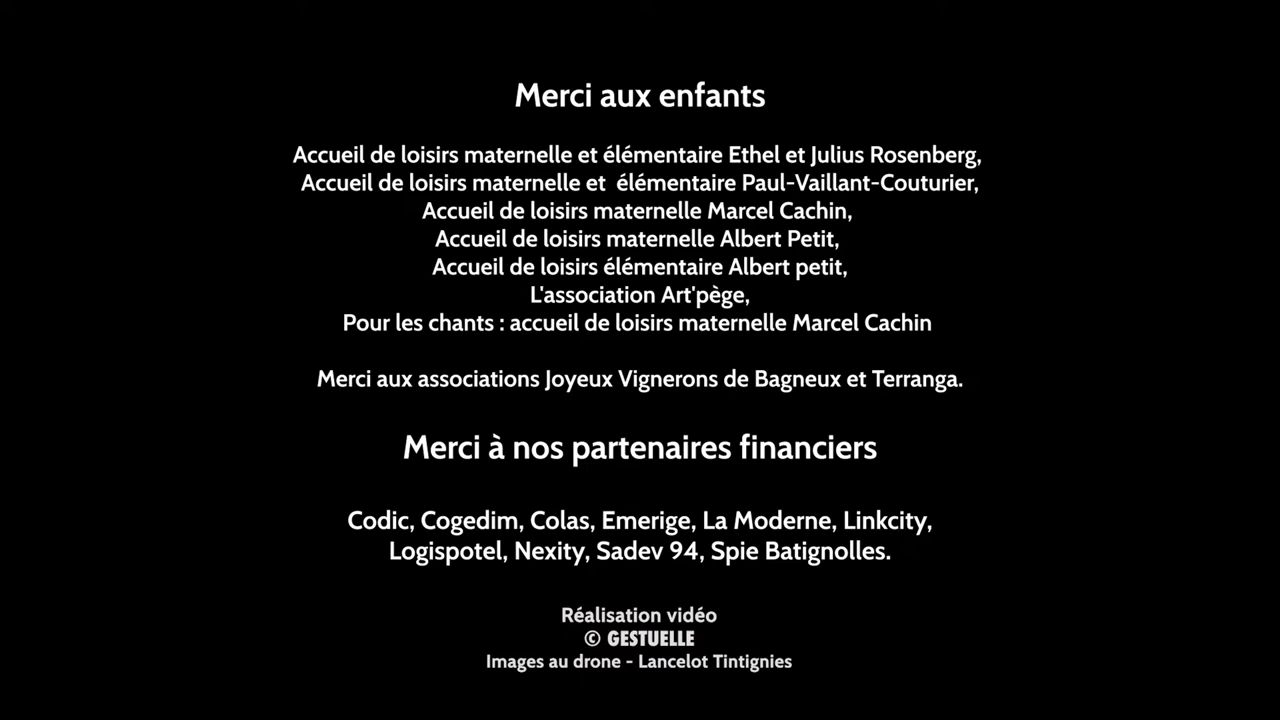 Merci aux enfants
Accueil de loisirs maternelle et élémentaire Ethel et Julius Rosenberg,
Accueil de loisirs maternelle et élémentaire Paul-Vaillant-Couturier,
Accueil de loisirs maternelle Marcel Cachin,
Accueil de loisirs maternelle Albert Petit,
Accueil de loisirs élémentaire Albert petit,
L'association Art'pège,
Pour les chants : accueil de loisirs maternelle Marcel Cachin
Merci aux associations Joyeux Vignerons de Bagneux et Terranga.
Merci à nos partenaires financiers
Codic, Cogedim, Colas, Emerige, La Moderne, Linkcity,
Logispotel, Nexity, Sadev 94, Spie Batignolles.
Réalisation vidéo
© GESTUELLE
Images au drone - Lancelot Tintignies